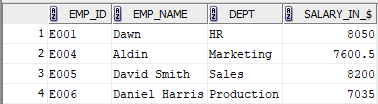 EMP_ID EMP_NAME DEPT SALARY_IN_$
1 E001 Dawn HR 8050
2 E004 Aldin Marketing 7600.5
3 E005 David Smith Sales 8200
4 E006 Daniel Harris Production 7035